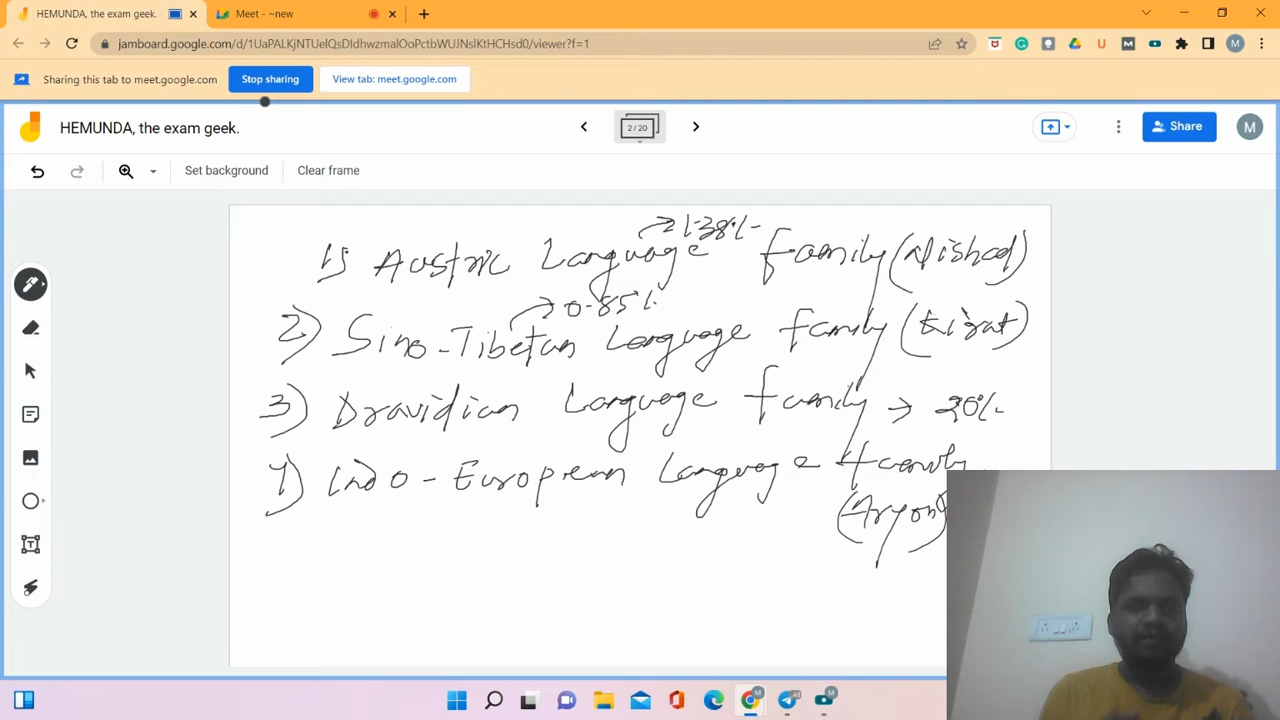 HEMUNDA, the exam geek.
Meet - ~new
jamboard.google.com/d/1UaPALKjNTUelQsDIdhwzmalOoPctbWUJNslKtHCHsd0/viewer?f=1
Sharing this tab to meet.google.com Stop sharing View tab: meet.google.com
HEMUNDA, the exam geek. 2 / 20 Share M
Set background Clear frame
→ 1.38%
1) Austric Language family (Nishad)
→ 0.85%
2) Sino-Tibetan Language family (Kirat)
3) Dravidian Language family → 20%
Indo-European Language family
(Aryan)